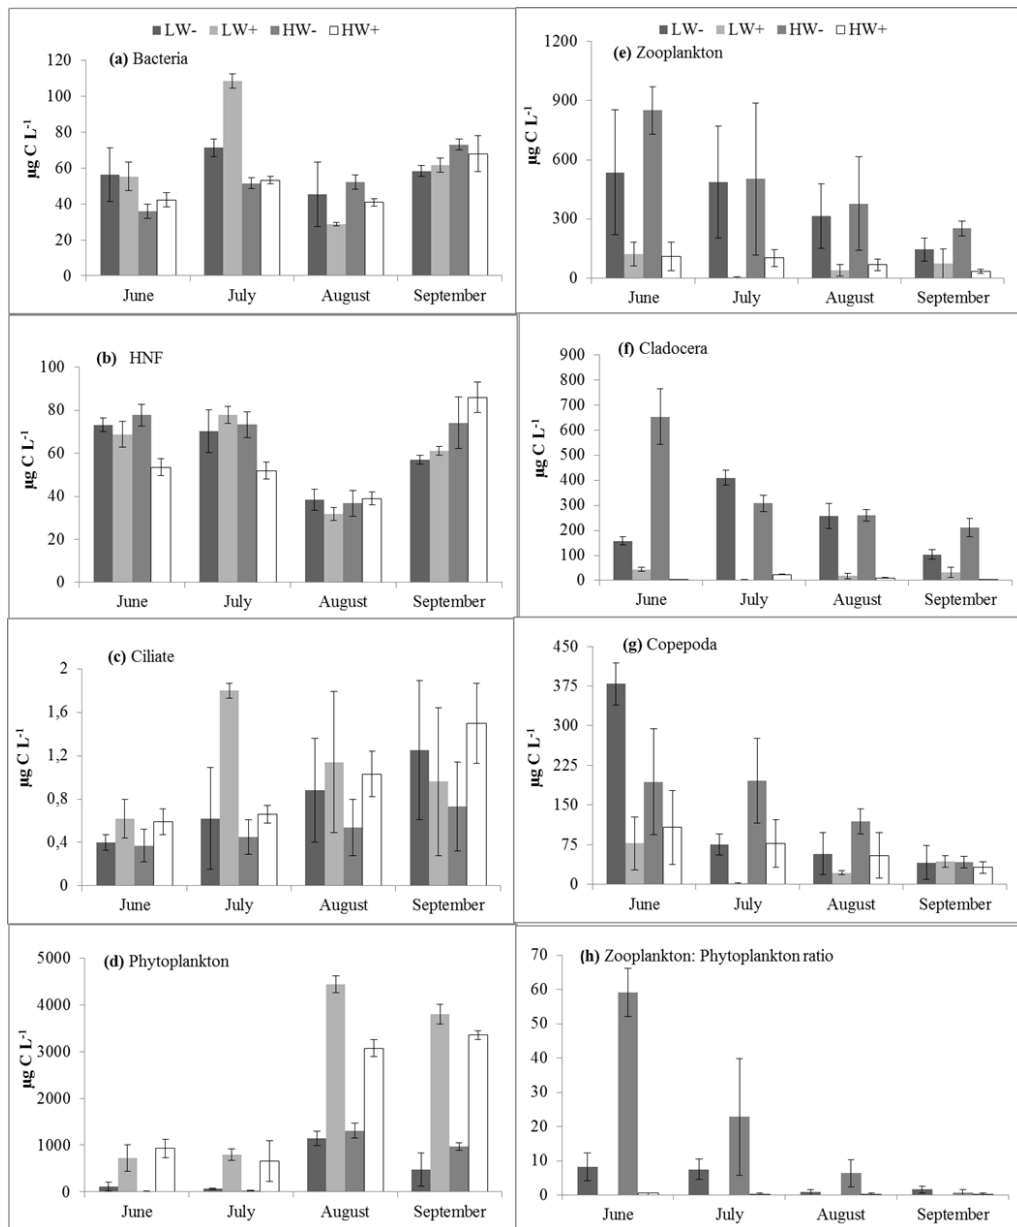 LW- LW+ HW- HW+
(a) Bacteria
µg C L-1
120
100
80
60
40
20
0
June July August September
(b) HNF
µg C L-1
100
80
60
40
20
0
June July August September
(c) Ciliate
µg C L-1
2
1,6
1,2
0,8
0,4
0
June July August September
(d) Phytoplankton
µg C L-1
5000
4000
3000
2000
1000
0
June July August September
LW- LW+ HW- HW+
(e) Zooplankton
µg C L-1
1200
900
600
300
0
June July August September
(f) Cladocera
µg C L-1
900
800
700
600
500
400
300
200
100
0
June July August September
(g) Copepoda
µg C L-1
450
375
300
225
150
75
0
June July August September
(h) Zooplankton: Phytoplankton ratio
70
60
50
40
30
20
10
0
June July August September